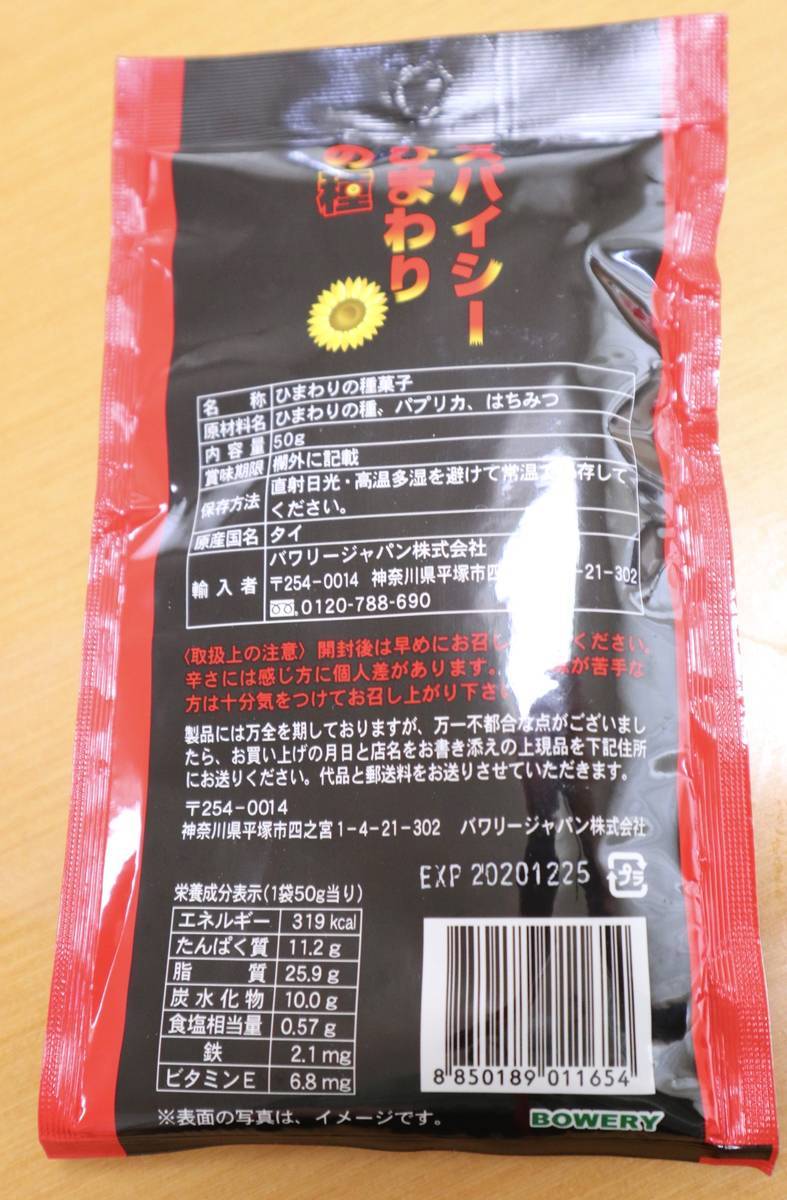 スパイシー
ひまわり
の種
名称 ひまわりの種菓子
原材料名 ひまわりの種、パプリカ、はちみつ
内容量 50g
賞味期限 欄外に記載
保存方法 直射日光・高温多湿を避けて常温で保存して
ください。
原産国名 タイ
輸入者 バワリージャパン株式会社
〒254-0014 神奈川県平塚市四 -21-302
0120-788-690
〈取扱上の注意〉開封後は早めにお召し ください。
辛さには感じ方に個人差があります。 が苦手な
方は十分気をつけてお召し上がり下さ
製品には万全を期しておりますが、万一不都合な点がございまし
たら、お買い上げの月日と店名をお書き添えの上現品を下記住所
にお送りください。代品と郵送料をお送りさせていただきます。
〒254-0014
神奈川県平塚市四之宮1-4-21-302 バワリージャパン株式会社
EXP 20201225 プラ
栄養成分表示(1袋50g当り)
エネルギー 319 kcal
たんぱく質 11.2 g
脂質 25.9 g
炭水化物 10.0 g
食塩相当量 0.57 g
鉄 2.1 mg
ビタミンE 6.8 mg
8 850189 011654
※表面の写真は、イメージです。
BOWERY